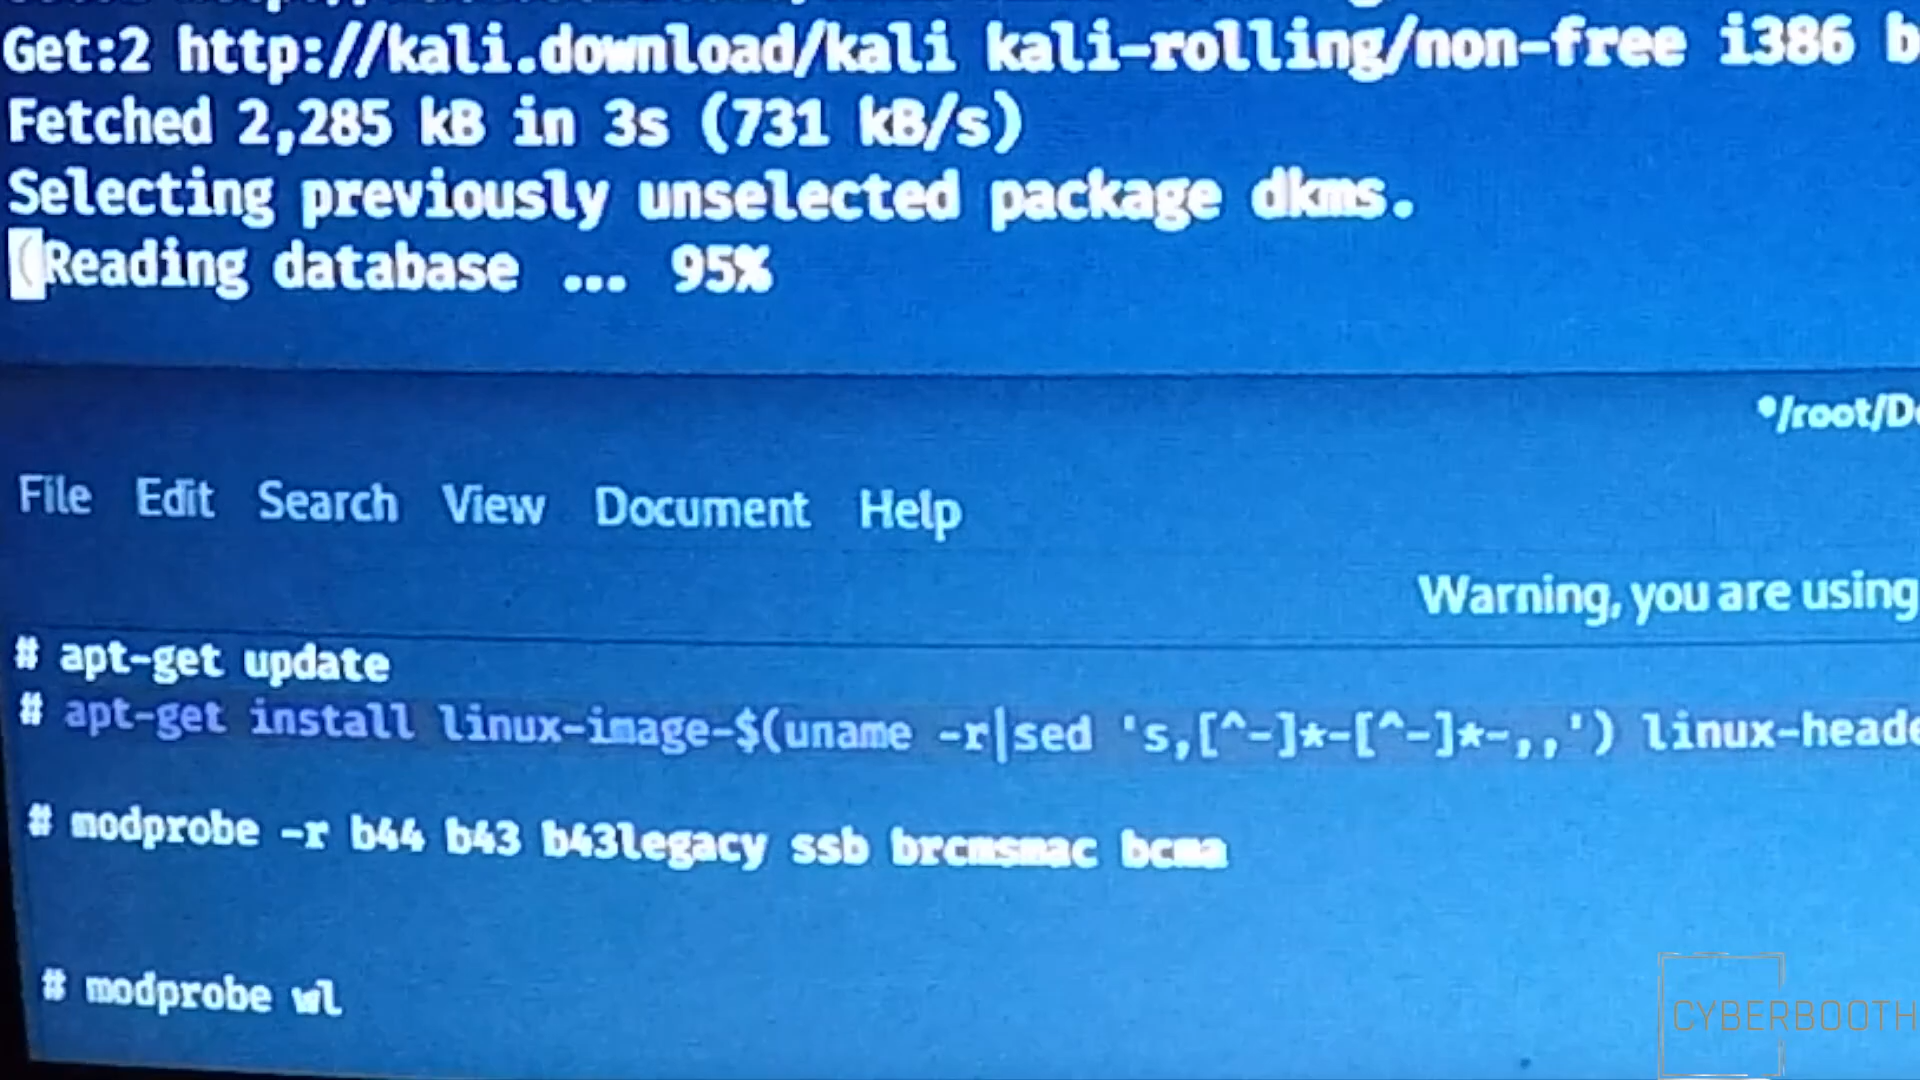 Get:2 http://kali.download/kali kali-rolling/non-free i386 b
Fetched 2,285 kB in 3s (731 kB/s)
Selecting previously unselected package dkms.
(Reading database ... 95%
*/root/D
File Edit Search View Document Help
Warning, you are using
# apt-get update
# apt-get install linux-image-$(uname -r|sed 's,[^-]*-[^-]*-,,') linux-heade
# modprobe -r b44 b43 b43legacy ssb brcmsmac bcma
# modprobe wl
CYBERBOOTH